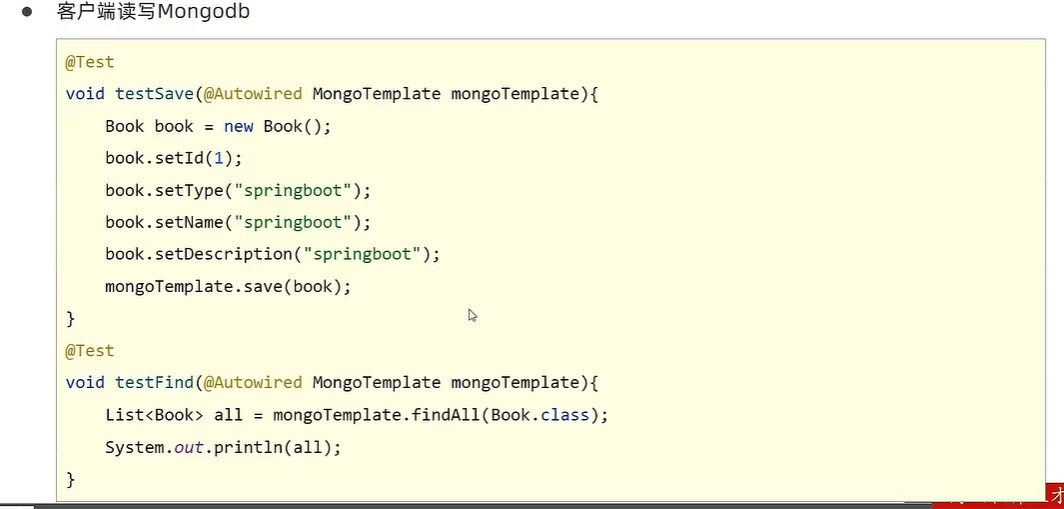 ● 客户端读写Mongodb
@Test
void testSave(@Autowired MongoTemplate mongoTemplate){
    Book book = new Book();
    book.setId(1);
    book.setType("springboot");
    book.setName("springboot");
    book.setDescription("springboot");
    mongoTemplate.save(book);
}
@Test
void testFind(@Autowired MongoTemplate mongoTemplate){
    List<Book> all = mongoTemplate.findAll(Book.class);
    System.out.println(all);
}